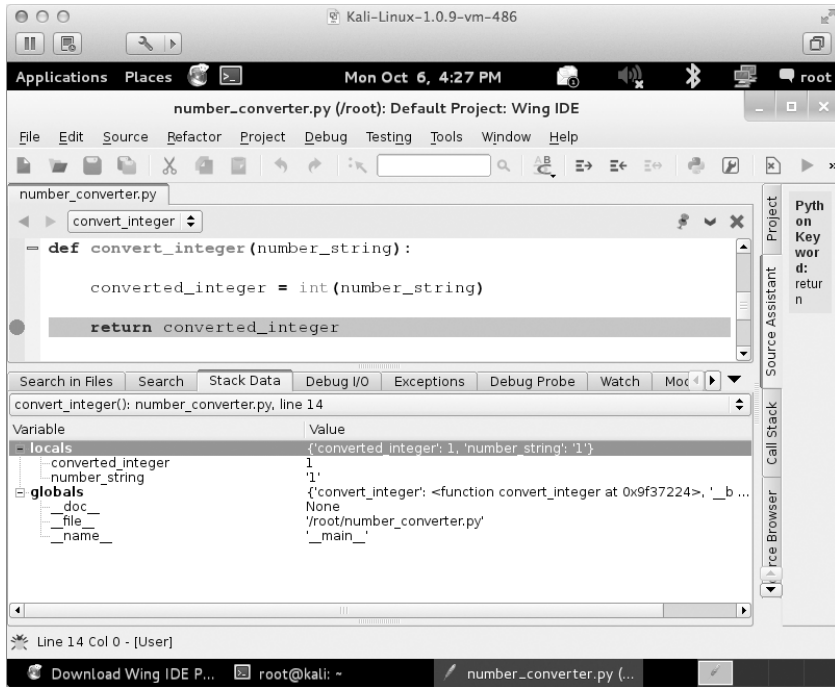 Kali-Linux-1.0.9-vm-486
Applications Places Mon Oct 6, 4:27 PM root
number_converter.py (/root): Default Project: Wing IDE
File Edit Source Refactor Project Debug Testing Tools Window Help
number_converter.py
convert_integer
def convert_integer(number_string):
converted_integer = int(number_string)
return converted_integer
Project
Source Assistant
Call Stack
rce Browser
Pyth
on
Key
wor
d:
retur
n
Search in Files Search Stack Data Debug I/O Exceptions Debug Probe Watch Moc
convert_integer(): number_converter.py, line 14
Variable Value
locals {'converted_integer': 1, 'number_string': '1'}
converted_integer 1
number_string '1'
globals {'convert_integer': <function convert_integer at 0x9f37224>, '__b ...
__doc__ None
__file__ '/root/number_converter.py'
__name__ '__main__'
Line 14 Col 0 - [User]
Download Wing IDE P... root@kali: ~ number_converter.py (...